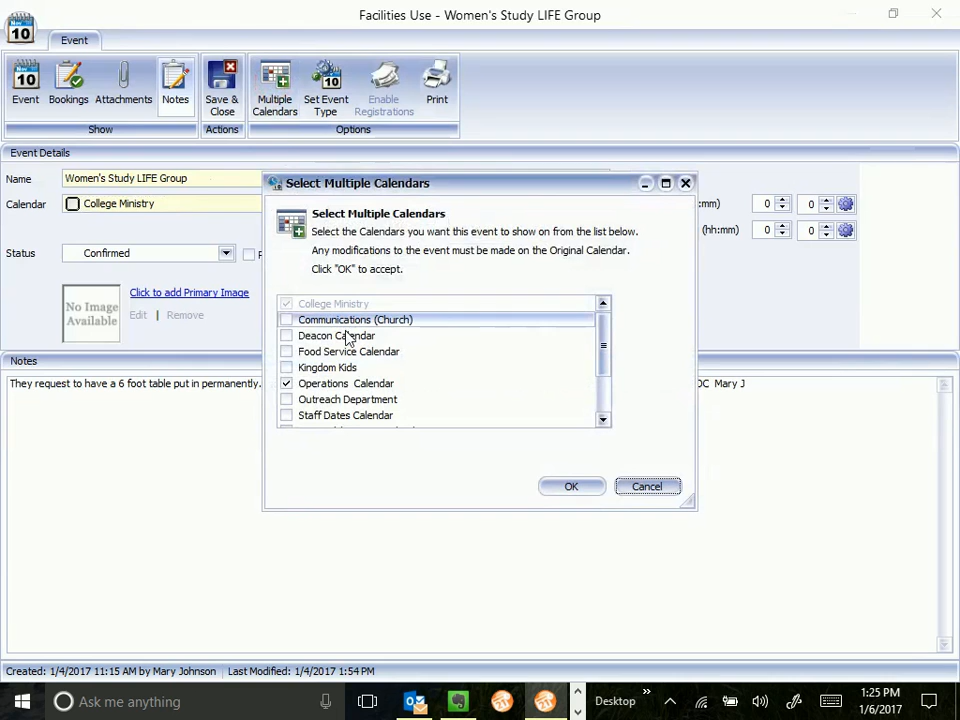 Facilities Use - Women's Study LIFE Group
Nov
10
Event
10
Event
Bookings
Attachments
Notes
Save & Close
Multiple Calendars
10
Set Event Type
Enable Registrations
Print
Show
Actions
Options
Event Details
Name
Women's Study LIFE Group
Calendar
College Ministry
:mm)
0
0
(hh:mm)
0
0
Status
Confirmed
No Image Available
Click to add Primary Image
Edit | Remove
Select Multiple Calendars
Select Multiple Calendars
Select the Calendars you want this event to show on from the list below.
Any modifications to the event must be made on the Original Calendar.
Click "OK" to accept.
College Ministry
Communications (Church)
Deacon Calendar
Food Service Calendar
Kingdom Kids
Operations Calendar
Outreach Department
Staff Dates Calendar
OK
Cancel
Notes
They request to have a 6 foot table put in permanently.
Mary J
Created: 1/4/2017 11:15 AM by Mary Johnson
Last Modified: 1/4/2017 1:54 PM
Ask me anything
Desktop
1:25 PM
1/6/2017